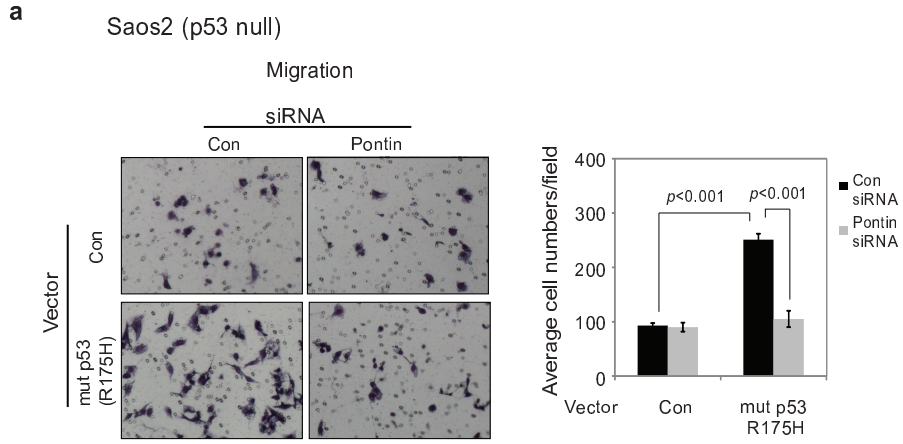 a
Saos2 (p53 null)
Migration
siRNA
Con
Pontin
Vector
Con
mut p53
(R175H)
Average cell numbers/field
400
300
200
100
0
p<0.001
p<0.001
Con
siRNA
Pontin
siRNA
Vector
Con
mut p53
R175H